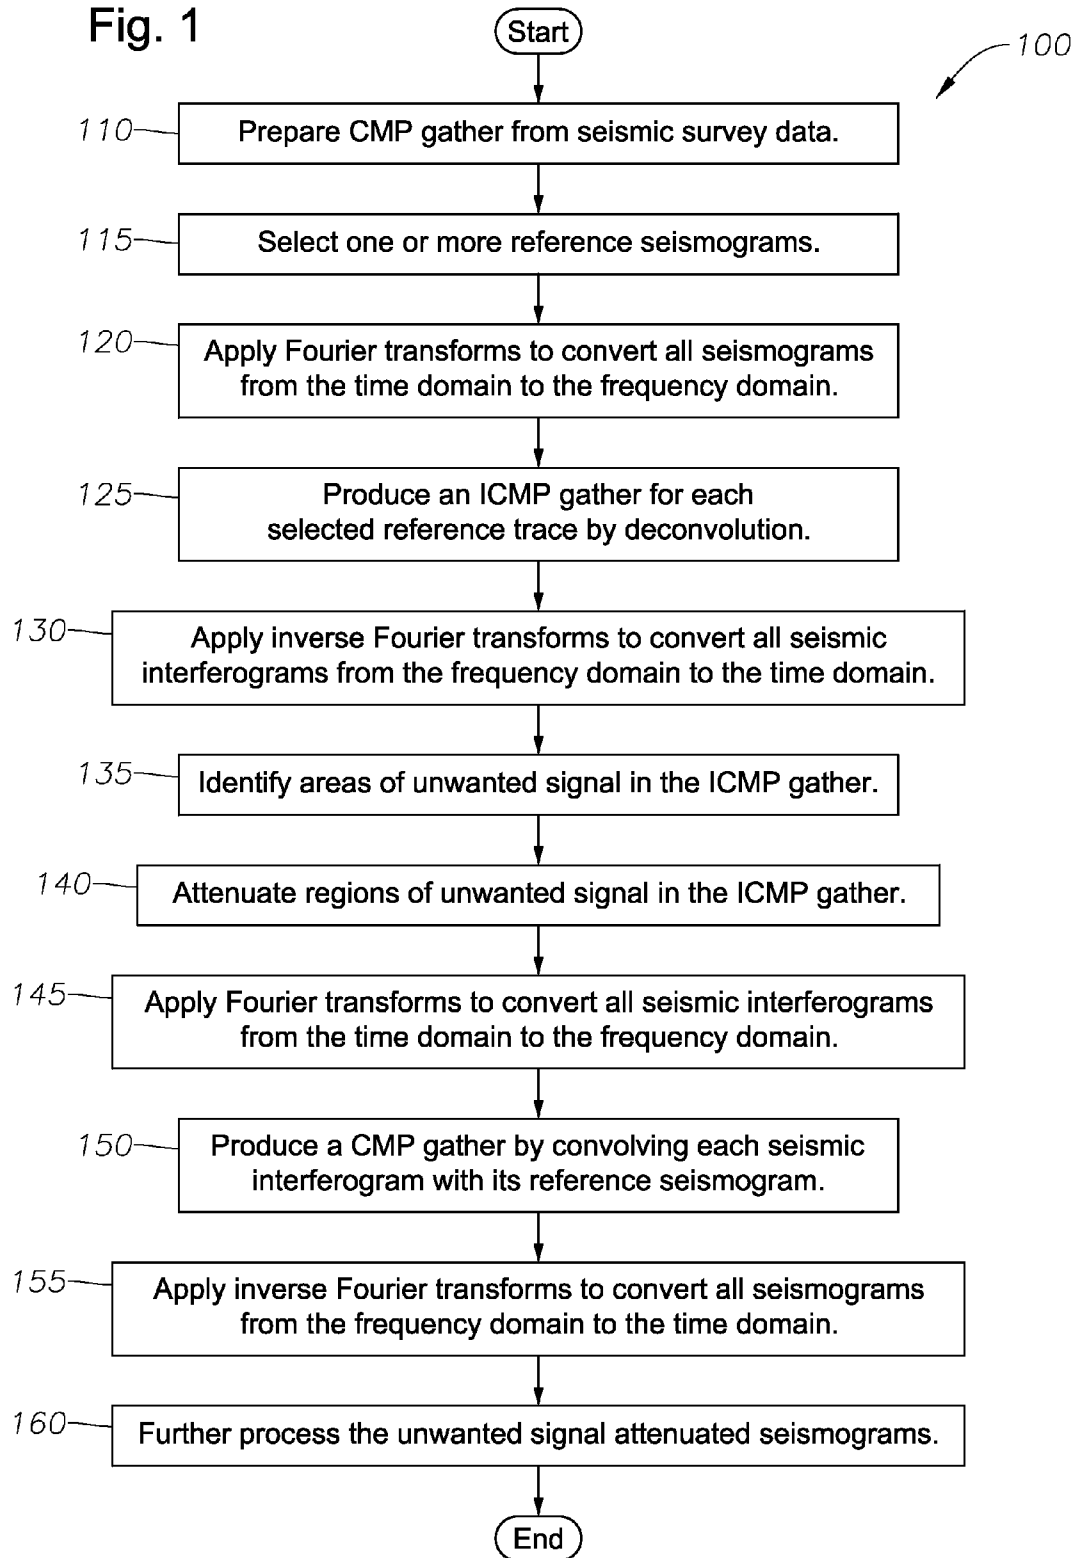 Fig. 1
Start
100
110
Prepare CMP gather from seismic survey data.
115
Select one or more reference seismograms.
120
Apply Fourier transforms to convert all seismograms
from the time domain to the frequency domain.
125
Produce an ICMP gather for each
selected reference trace by deconvolution.
130
Apply inverse Fourier transforms to convert all seismic
interferograms from the frequency domain to the time domain.
135
Identify areas of unwanted signal in the ICMP gather.
140
Attenuate regions of unwanted signal in the ICMP gather.
145
Apply Fourier transforms to convert all seismic interferograms
from the time domain to the frequency domain.
150
Produce a CMP gather by convolving each seismic
interferogram with its reference seismogram.
155
Apply inverse Fourier transforms to convert all seismograms
from the frequency domain to the time domain.
160
Further process the unwanted signal attenuated seismograms.
End